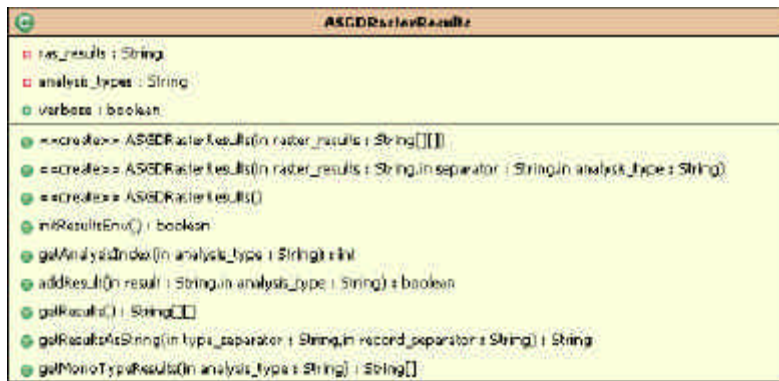 ASGDRasterResults
ras_results : String
analysis_types : String
verbose : boolean
<<create>> ASGDRasterResults(in raster_results : String[][])
<<create>> ASGDRasterResults(in raster_results : String,in separator : String,in analysis_type : String)
<<create>> ASGDRasterResults()
initResultsEnv() : boolean
getAnalysisIndex(in analysis_type : String) : int
addResult(in result : String,in analysis_type : String) : boolean
getResults() : String[][]
getResultsAsString(in type_separator : String,in record_separator : String) : String
getMonoTypeResults(in analysis_type : String) : String[]